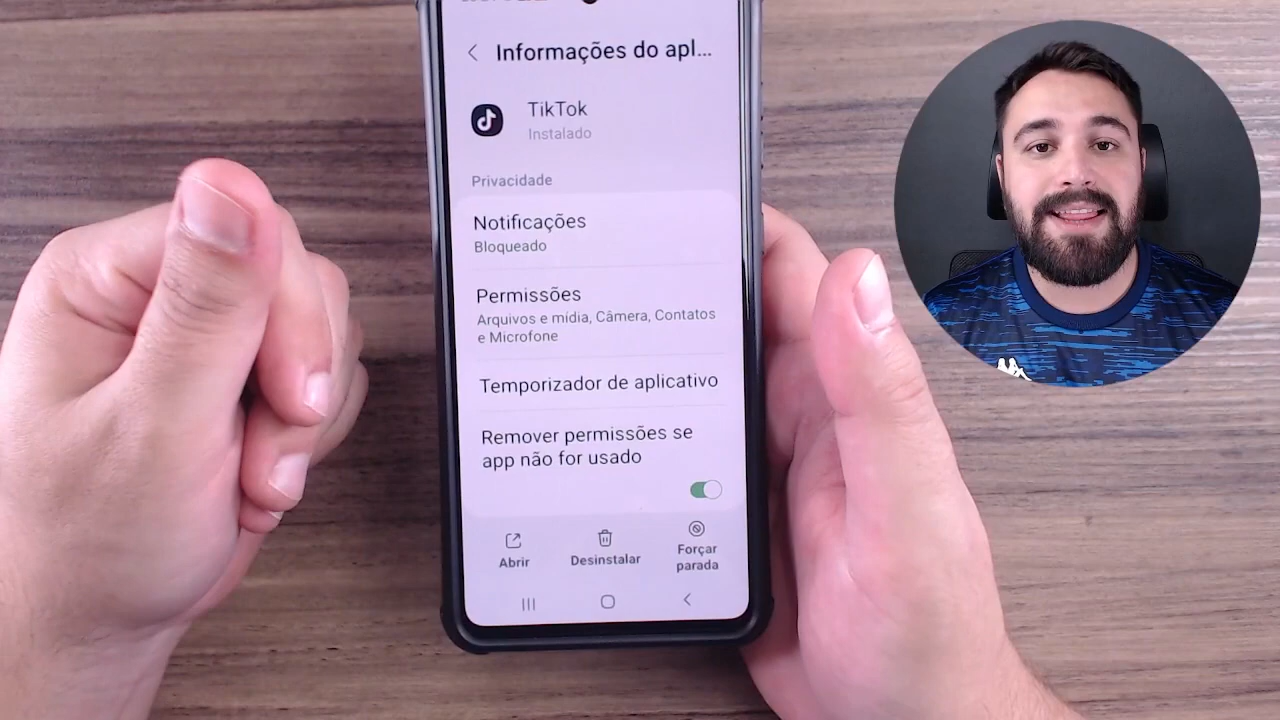 Informações do apl...
TikTok
Instalado
Privacidade
Notificações
Bloqueado
Permissões
Arquivos e mídia, Câmera, Contatos
e Microfone
Temporizador de aplicativo
Remover permissões se
app não for usado
Abrir
Desinstalar
Forçar
parada